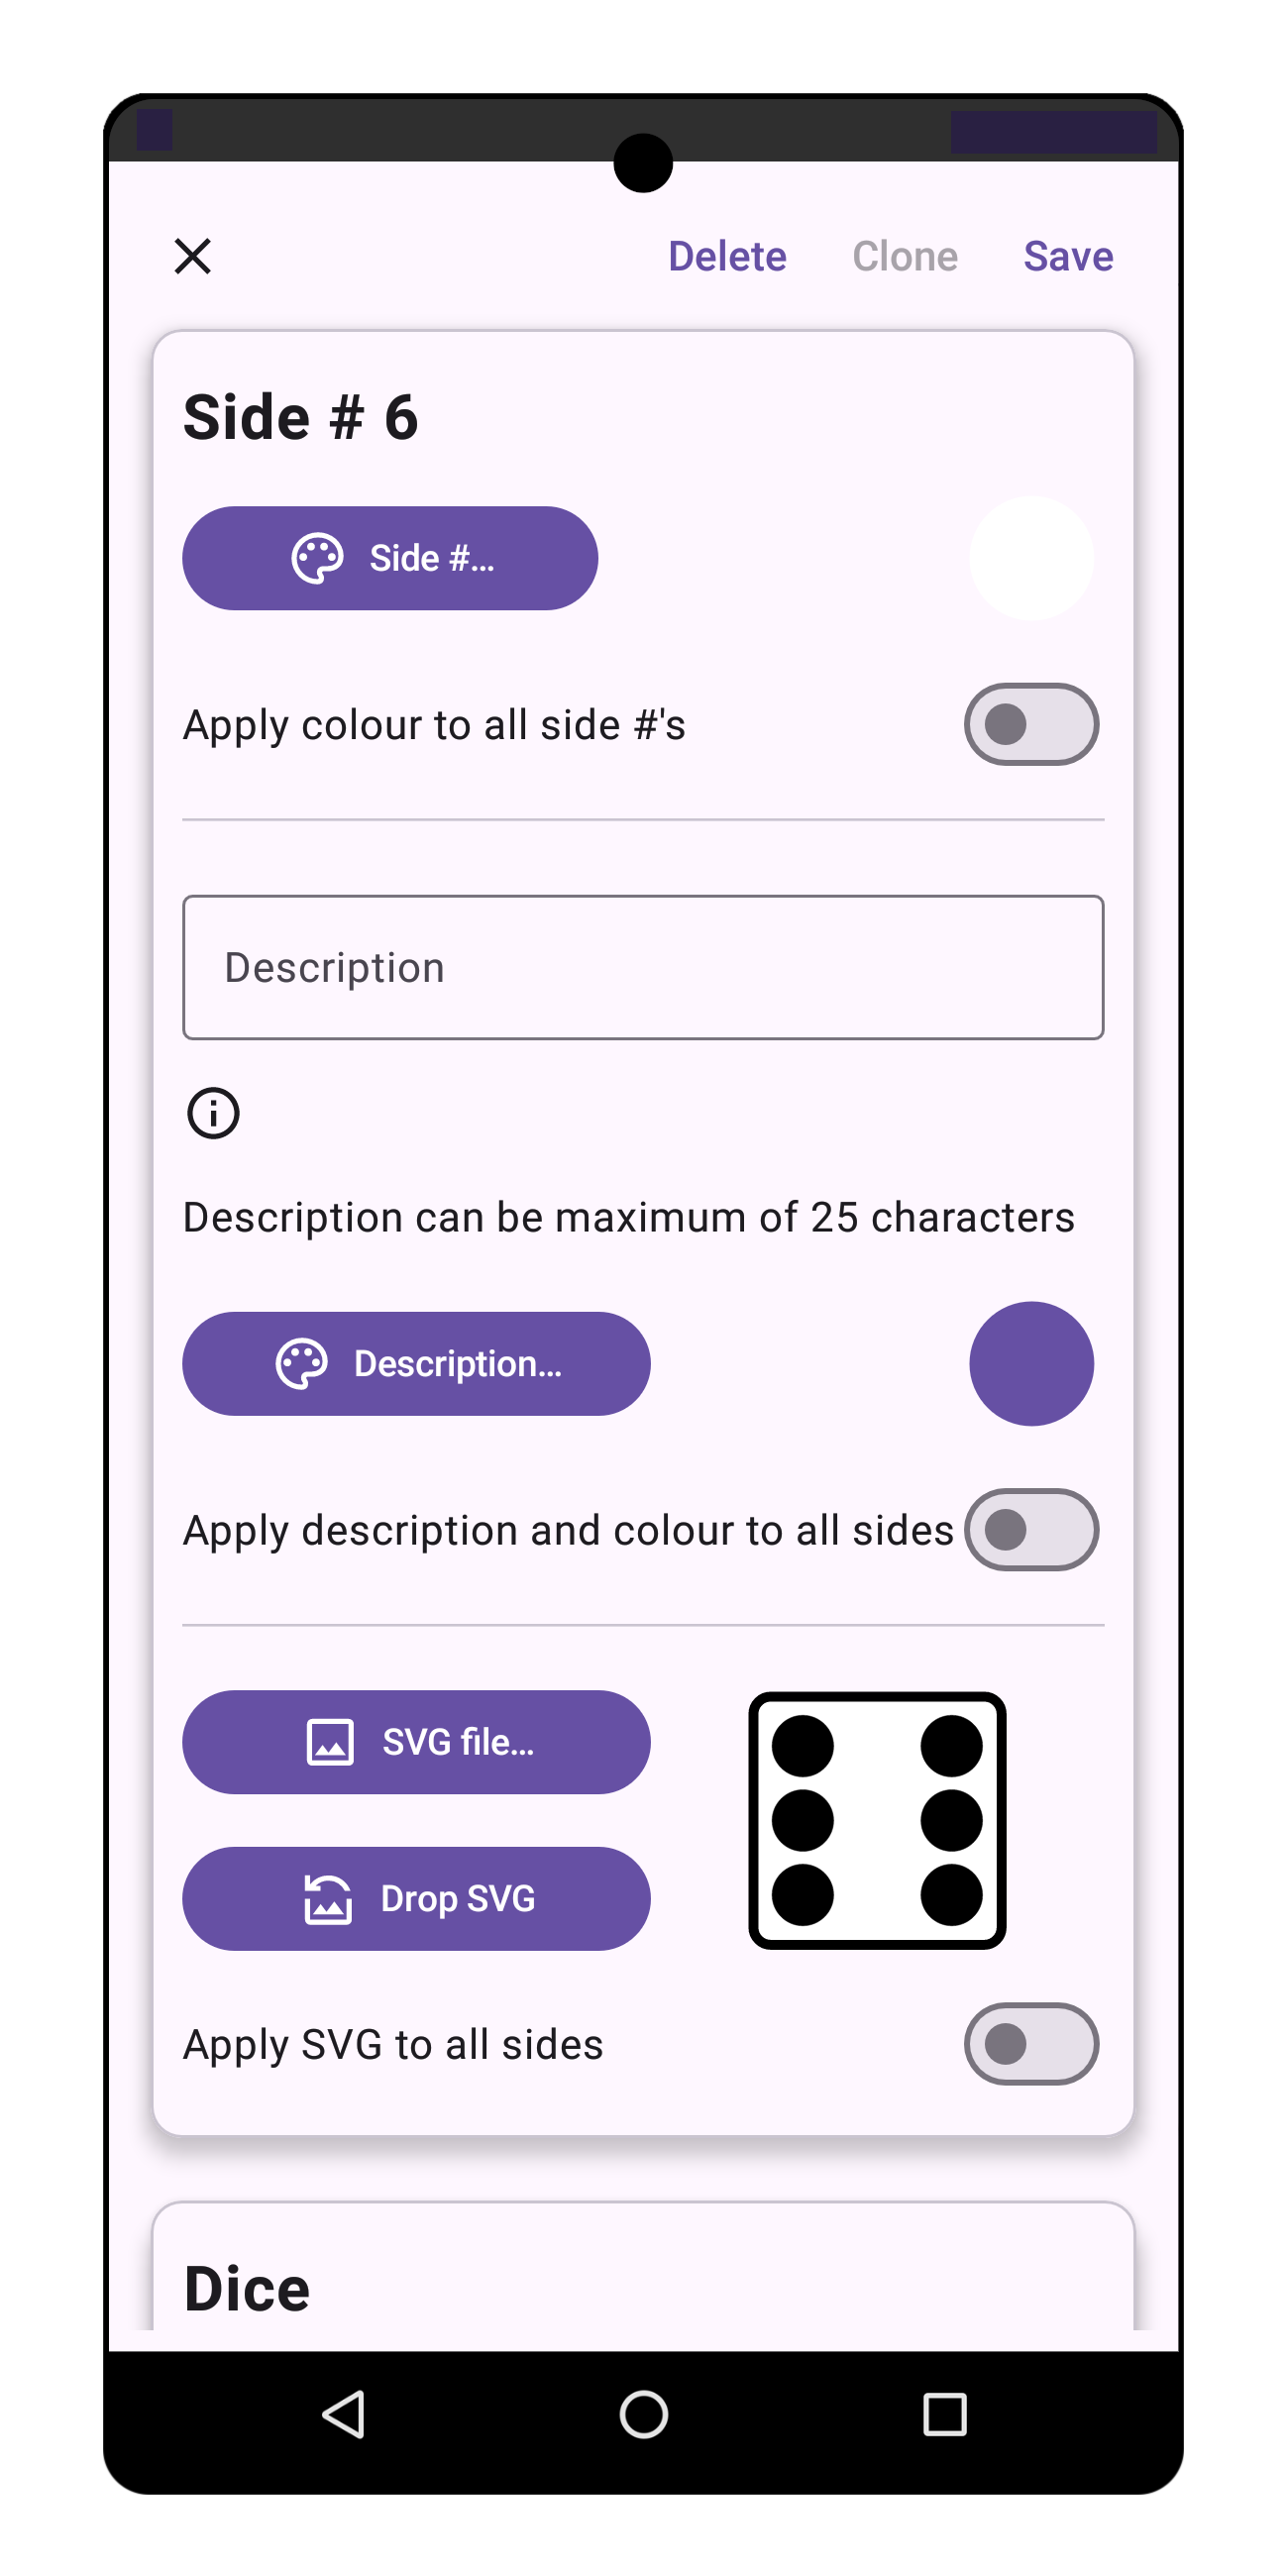 Delete Clone Save
Side # 6
Side #...
Apply colour to all side #'s
Description
Description can be maximum of 25 characters
Description...
Apply description and colour to all sides
SVG file...
Drop SVG
Apply SVG to all sides
Dice